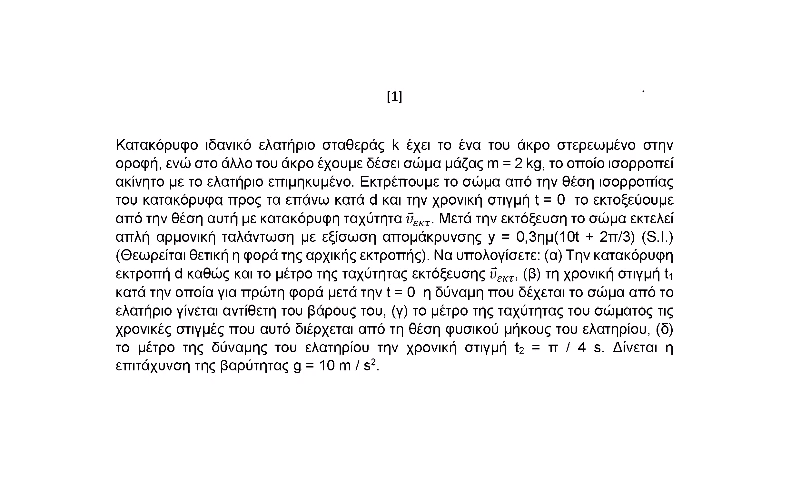 [1]
Κατακόρυφο ιδανικό ελατήριο σταθεράς k έχει το ένα του άκρο στερεωμένο στην
οροφή, ενώ στο άλλο του άκρο έχουμε δέσει σώμα μάζας m = 2 kg, το οποίο ισορροπεί
ακίνητο με το ελατήριο επιμηκυμένο. Εκτρέπουμε το σώμα από την θέση ισορροπίας
του κατακόρυφα προς τα επάνω κατά d και την χρονική στιγμή t = 0 το εκτοξεύουμε
από την θέση αυτή με κατακόρυφη ταχύτητα $\vec{υ}_{εκτ}$. Μετά την εκτόξευση το σώμα εκτελεί
απλή αρμονική ταλάντωση με εξίσωση απομάκρυνσης y = 0,3ημ(10t + 2π/3) (S.I.)
(Θεωρείται θετική η φορά της αρχικής εκτροπής). Να υπολογίσετε: (α) Την κατακόρυφη
εκτροπή d καθώς και το μέτρο της ταχύτητας εκτόξευσης $\vec{υ}_{εκτ}$, (β) τη χρονική στιγμή t₁
κατά την οποία για πρώτη φορά μετά την t = 0 η δύναμη που δέχεται το σώμα από το
ελατήριο γίνεται αντίθετη του βάρους του, (γ) το μέτρο της ταχύτητας του σώματος τις
χρονικές στιγμές που αυτό διέρχεται από τη θέση φυσικού μήκους του ελατηρίου, (δ)
το μέτρο της δύναμης του ελατηρίου την χρονική στιγμή t₂ = π / 4 s. Δίνεται η
επιτάχυνση της βαρύτητας g = 10 m / s².